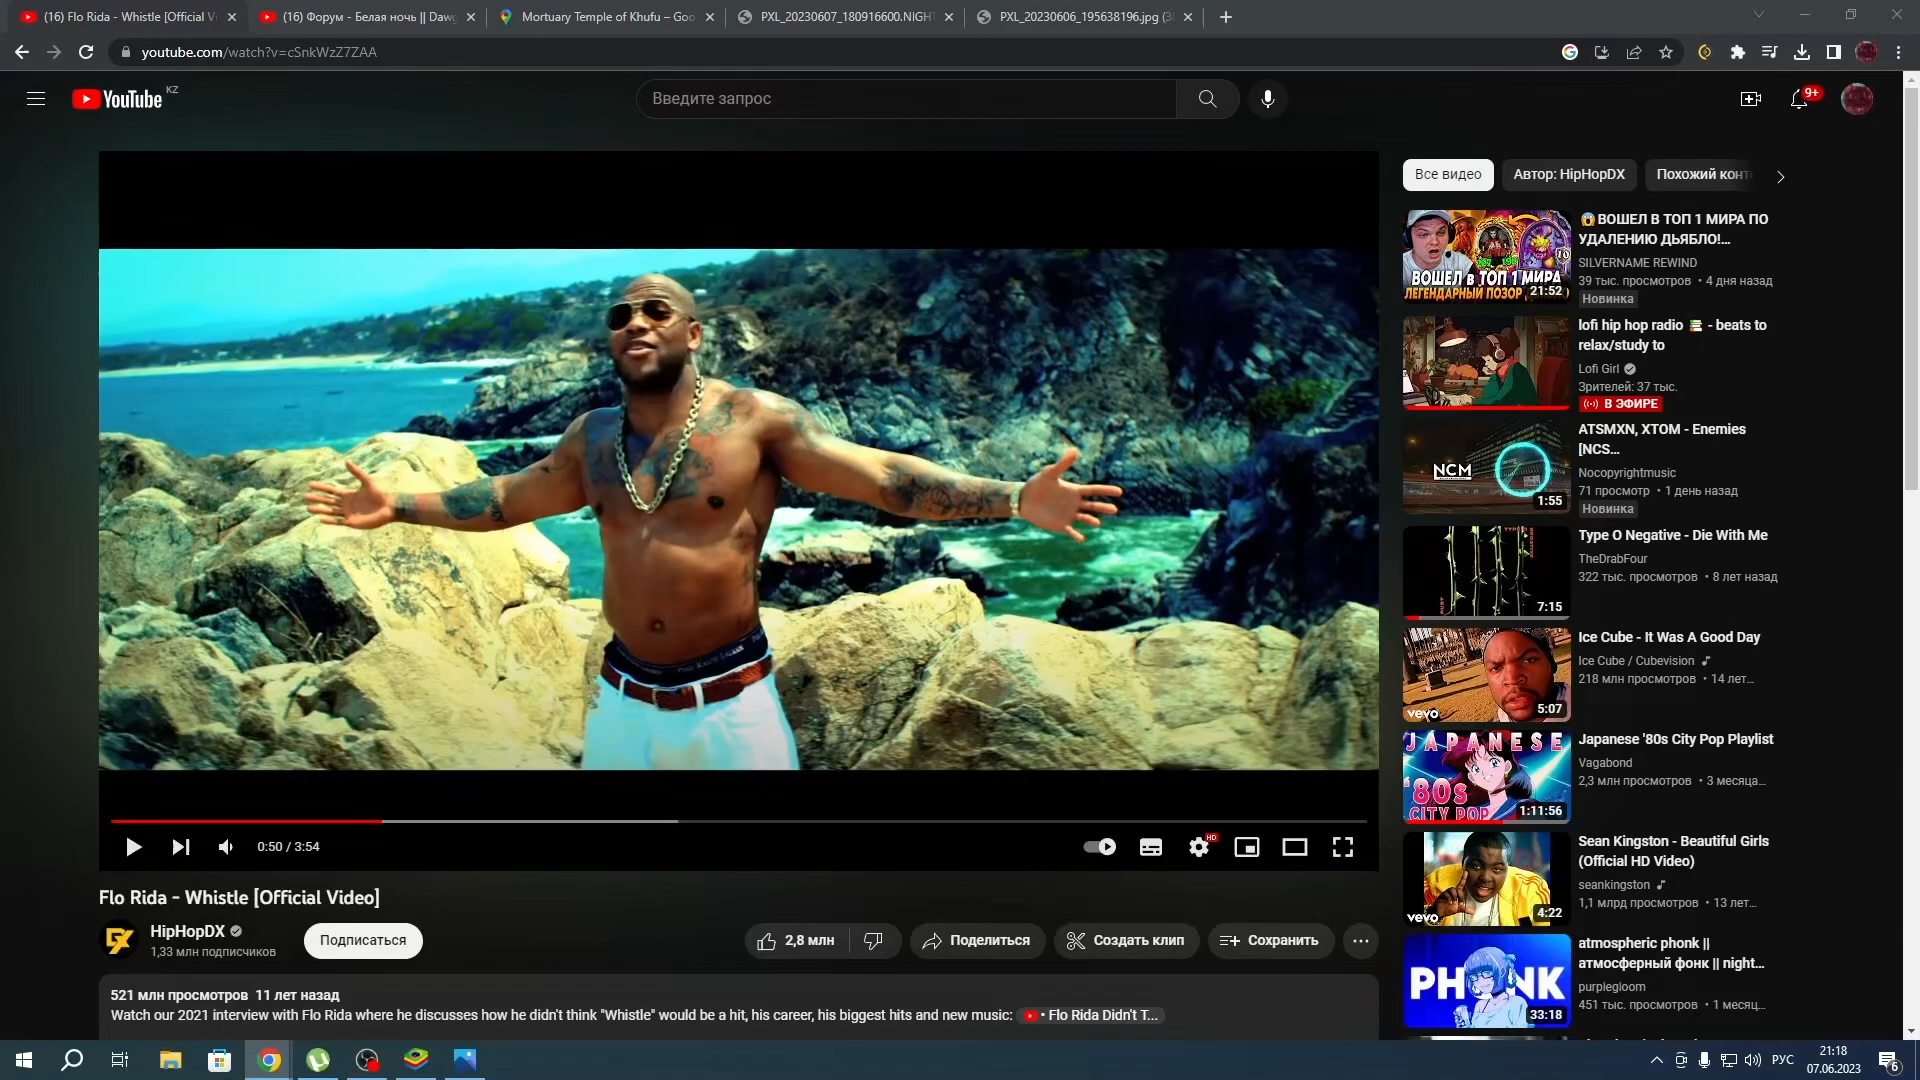 (16) Flo Rida - Whistle [Official V
(16) Форум - Белая ночь || Dawg
Mortuary Temple of Khufu – Goo
PXL_20230607_180916600.NIGHT
PXL_20230606_195638196.jpg (3
youtube.com/watch?v=cSnkWzZ7ZAA
YouTube KZ
Введите запрос
9+
Все видео
Автор: HipHopDX
Похожий конт
ВОШЕЛ В ТОП 1 МИРА
ЛЕГЕНДАРНЫЙ ПОЗОР
21:52
😱ВОШЕЛ В ТОП 1 МИРА ПО
УДАЛЕНИЮ ДЬЯБЛО!...
SILVERNAME REWIND
39 тыс. просмотров • 4 дня назад
Новинка
lofi hip hop radio 📚 - beats to
relax/study to
Lofi Girl
Зрителей: 37 тыс.
В ЭФИРЕ
NCM
1:55
ATSMXN, XTOM - Enemies
[NCS...
Nocopyrightmusic
71 просмотр • 1 день назад
Новинка
7:15
Type O Negative - Die With Me
TheDrabFour
322 тыс. просмотров • 8 лет назад
vevo
5:07
Ice Cube - It Was A Good Day
Ice Cube / Cubevision
218 млн просмотров • 14 лет...
JAPANESE
'80s
CITY POP
1:11:56
Japanese '80s City Pop Playlist
Vagabond
2,3 млн просмотров • 3 месяца...
vevo
4:22
Sean Kingston - Beautiful Girls
(Official HD Video)
seankingston
1,1 млрд просмотров • 13 лет...
PHONK
33:18
atmospheric phonk ||
атмосферный фонк || night...
purplegloom
451 тыс. просмотров • 1 месяц...
0:50 / 3:54
HD
Flo Rida - Whistle [Official Video]
HipHopDX
1,33 млн подписчиков
Подписаться
2,8 млн
Поделиться
Создать клип
Сохранить
521 млн просмотров 11 лет назад
Watch our 2021 interview with Flo Rida where he discusses how he didn't think "Whistle" would be a hit, his career, his biggest hits and new music: • Flo Rida Didn't T...
РУС
21:18
07.06.2023
6